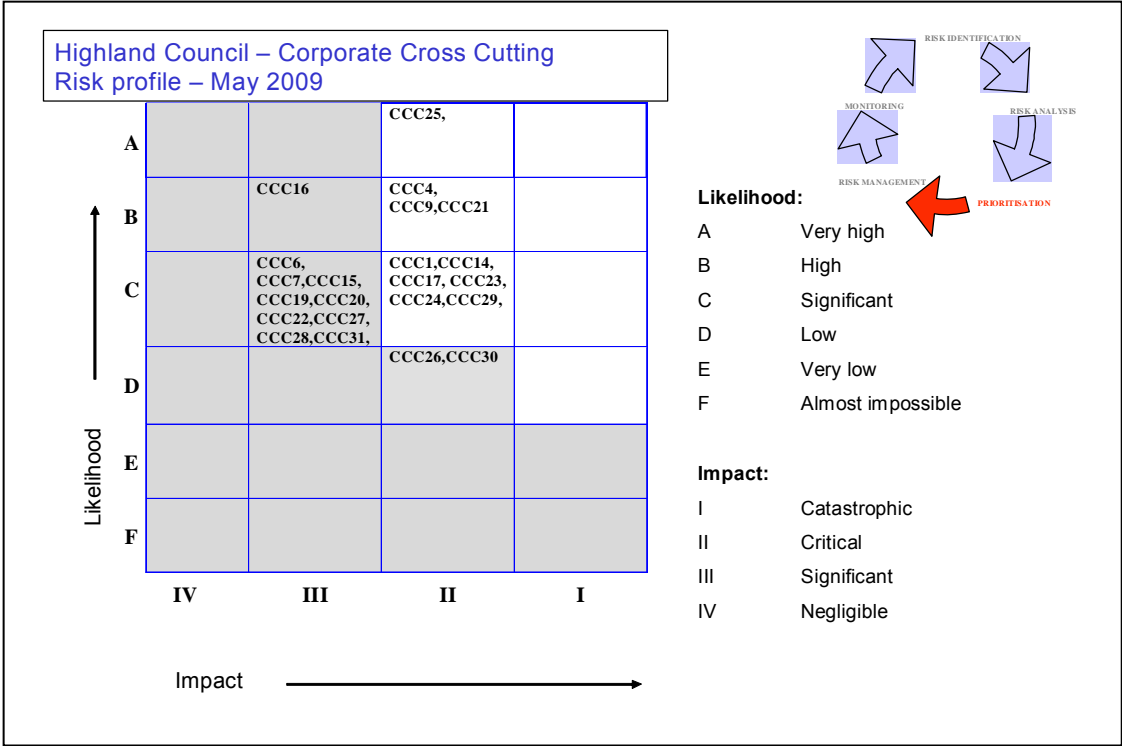 Highland Council – Corporate Cross Cutting
Risk profile – May 2009
RISK IDENTIFICATION
MONITORING
RISK ANALYSIS
RISK MANAGEMENT
PRIORITISATION
A
CCC25,
B
CCC16
CCC4,
CCC9,CCC21
C
CCC6,
CCC7,CCC15,
CCC19,CCC20,
CCC22,CCC27,
CCC28,CCC31,
CCC1,CCC14,
CCC17, CCC23,
CCC24,CCC29,
D
CCC26,CCC30
E
F
Likelihood
IV III II I
Impact
Likelihood:
A Very high
B High
C Significant
D Low
E Very low
F Almost impossible
Impact:
I Catastrophic
II Critical
III Significant
IV Negligible